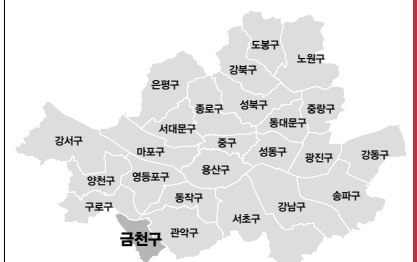 도봉구
노원구
강북구
은평구
성북구
중랑구
종로구
동대문구
서대문구
강서구
중구
강동구
마포구
성동구
광진구
용산구
양천구
영등포구
송파구
동작구
강남구
구로구
서초구
관악구
금천구